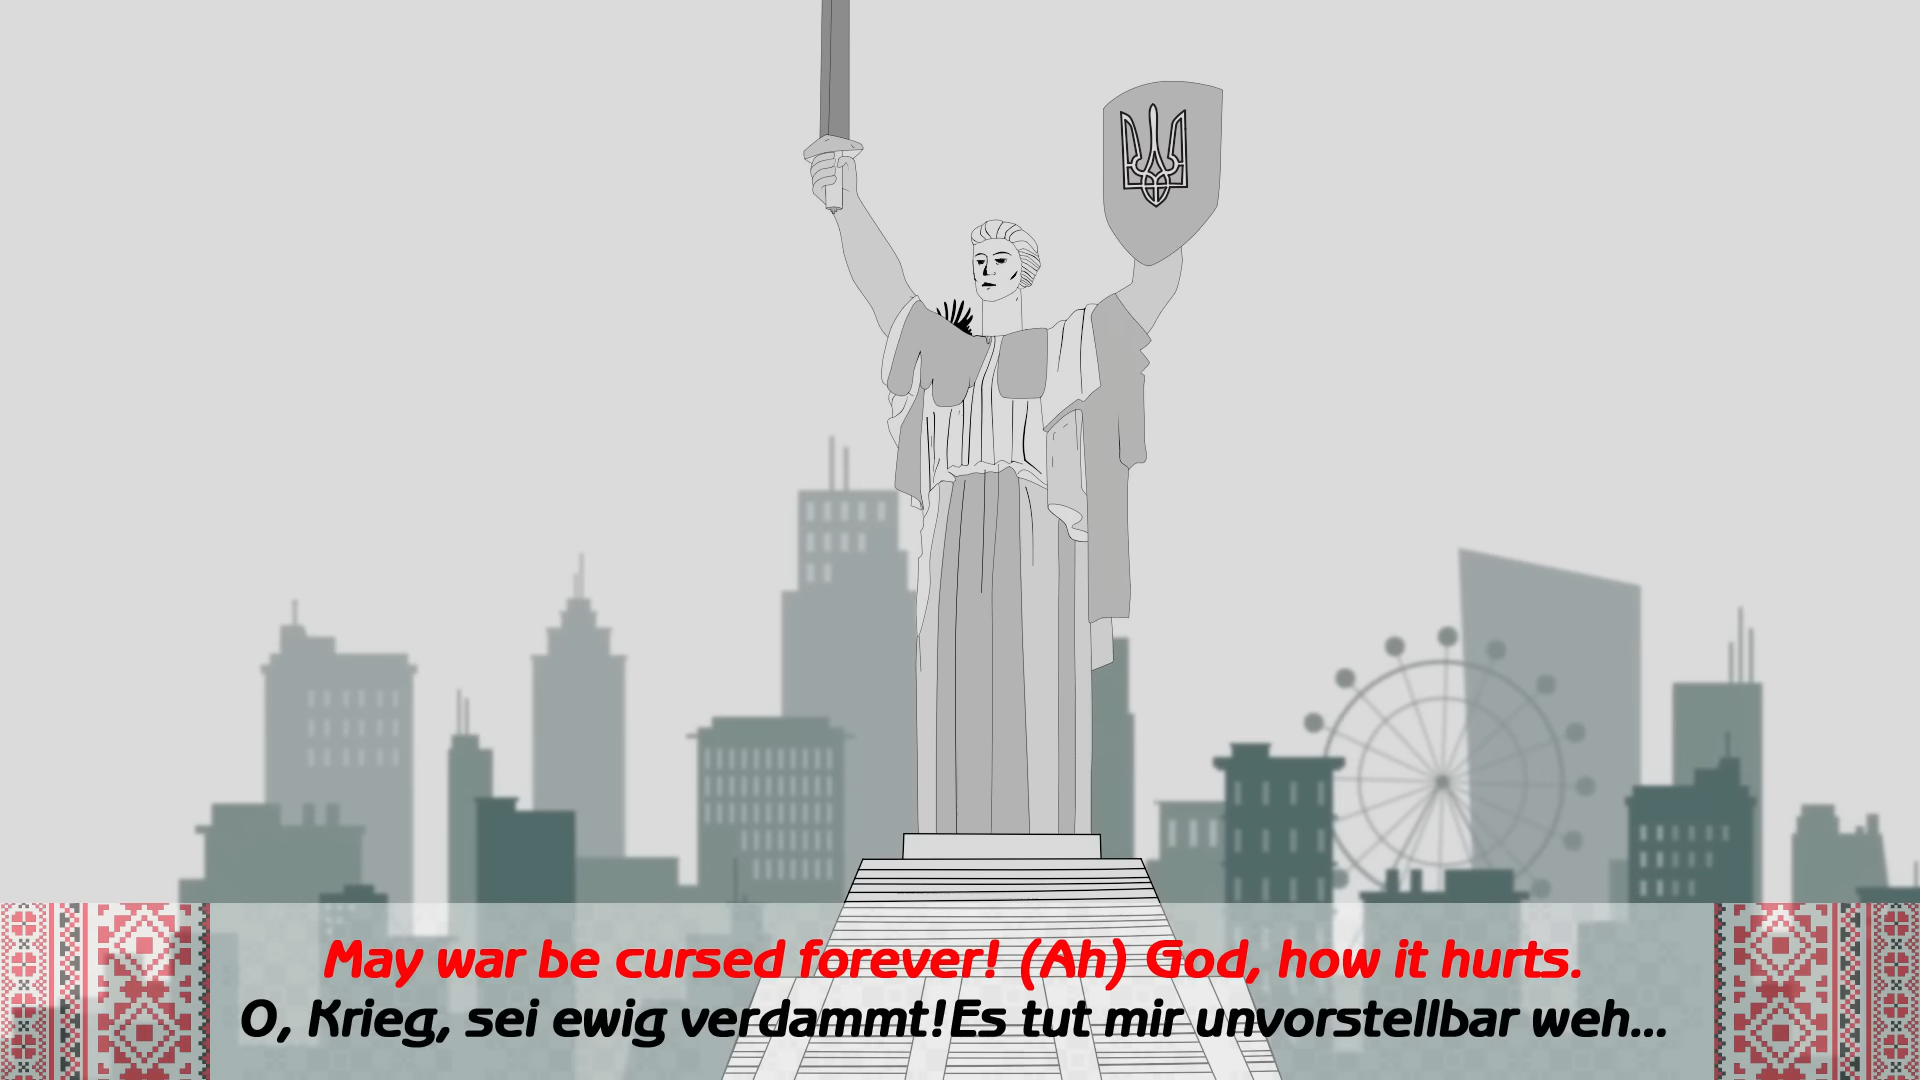 May war be cursed forever! (Ah) God, how it hurts.
O, Krieg, sei ewig verdammt!Es tut mir unvorstellbar weh...